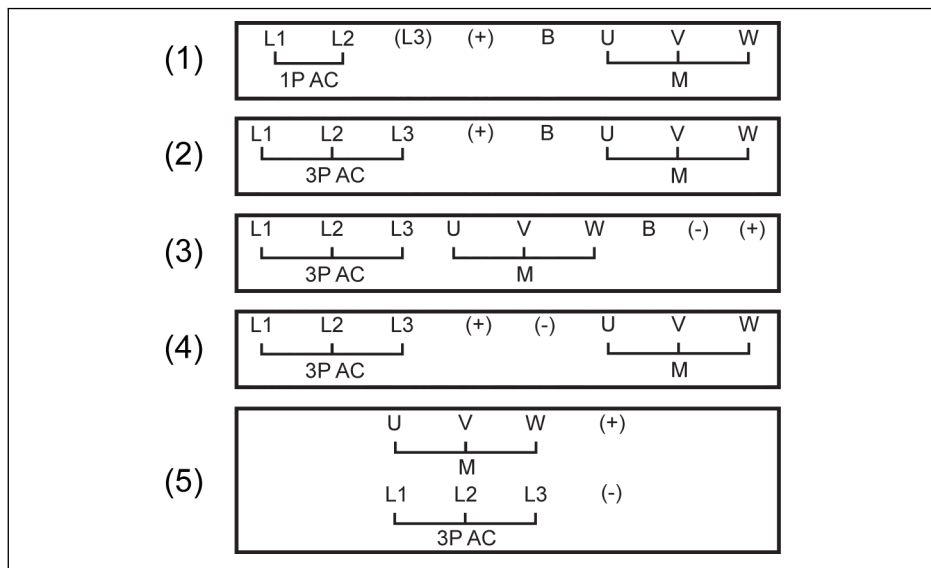 (1)
L1 L2 (L3) (+) B U V W
1P AC M
(2)
L1 L2 L3 (+) B U V W
3P AC M
(3)
L1 L2 L3 U V W B (-) (+)
3P AC M
(4)
L1 L2 L3 (+) (-) U V W
3P AC M
(5)
U V W (+)
M
L1 L2 L3 (-)
3P AC